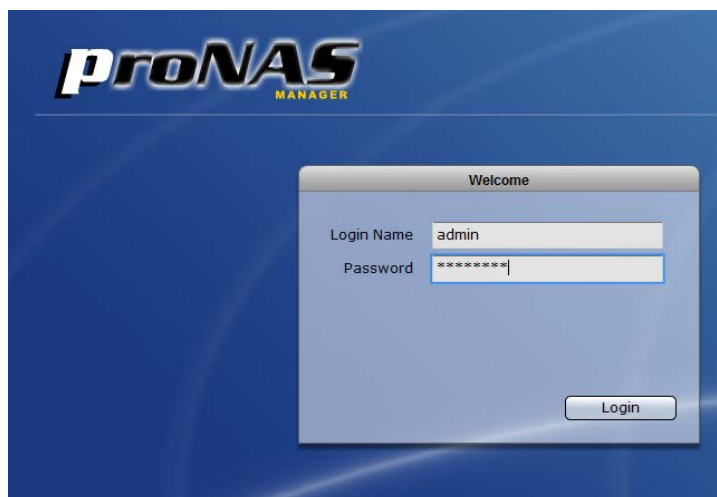 proNAS
MANAGER
Welcome
Login Name admin
Password ********
Login